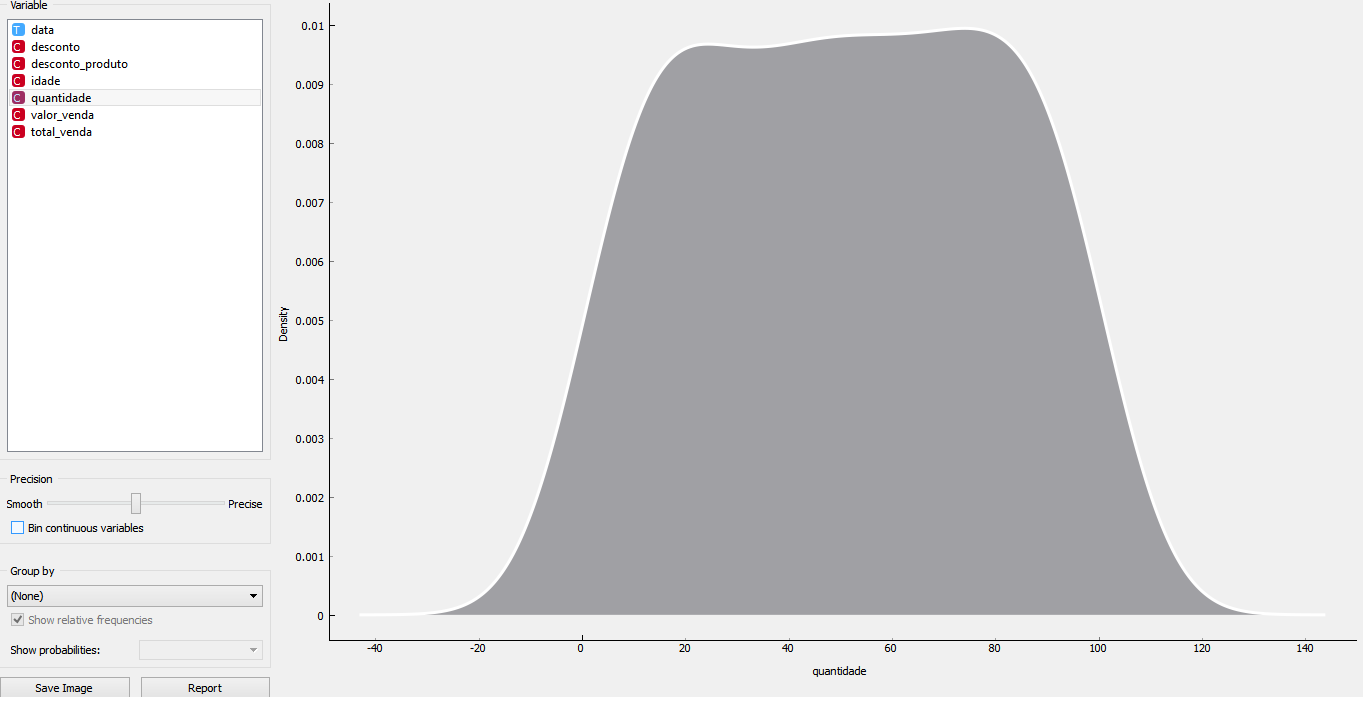 Variable
T data
C desconto
C desconto_produto
C idade
C quantidade
C valor_venda
C total_venda
Precision
Smooth Precise
Bin continuous variables
Group by
(None)
Show relative frequencies
Show probabilities:
Save Image Report
0.01
0.009
0.008
0.007
0.006
0.005
0.004
0.003
0.002
0.001
0
Density
-40 -20 0 20 40 60 80 100 120 140
quantidade